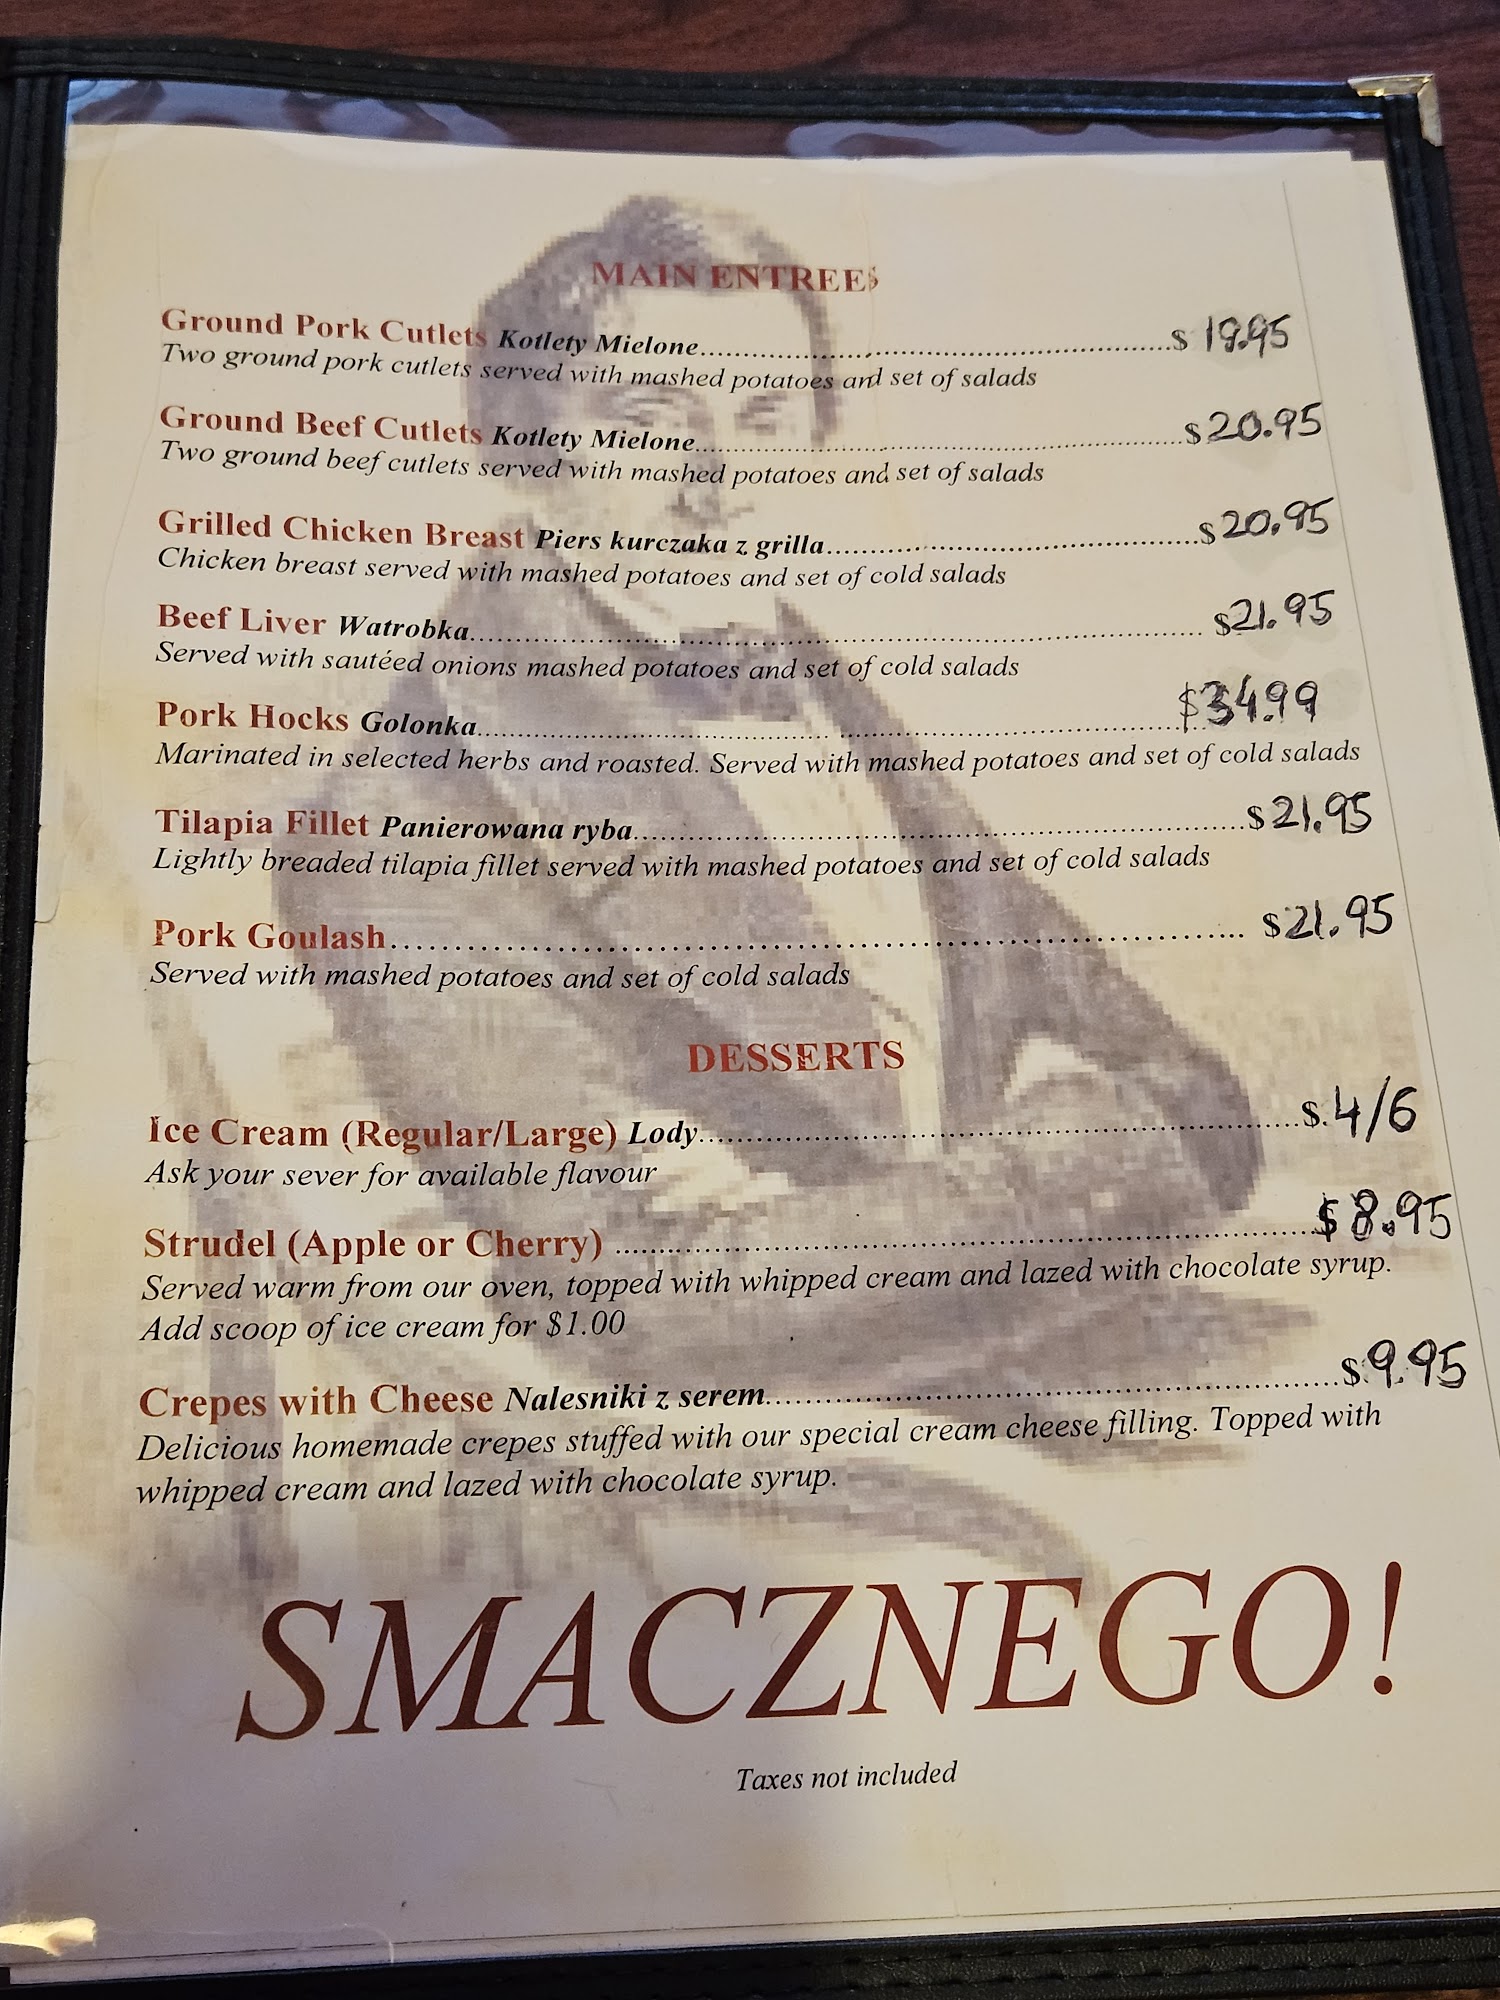 MAIN ENTREES
Ground Pork Cutlets Kotlety Mielone.....................................................$ 19.95
Two ground pork cutlets served with mashed potatoes and set of salads
Ground Beef Cutlets Kotlety Mielone.....................................................$20.95
Two ground beef cutlets served with mashed potatoes and set of salads
Grilled Chicken Breast Piers kurczaka z grilla..........................................$20.95
Chicken breast served with mashed potatoes and set of cold salads
Beef Liver Watrobka..................................................................... $21.95
Served with sautéed onions mashed potatoes and set of cold salads
Pork Hocks Golonka.....................................................................$34.99
Marinated in selected herbs and roasted. Served with mashed potatoes and set of cold salads
Tilapia Fillet Panierowana ryba.........................................................$21.95
Lightly breaded tilapia fillet served with mashed potatoes and set of cold salads
Pork Goulash........................................................................ $21.95
Served with mashed potatoes and set of cold salads
DESSERTS
Ice Cream (Regular/Large) Lody.........................................................$.4/6
Ask your sever for available flavour
Strudel (Apple or Cherry) ..............................................................$8.95
Served warm from our oven, topped with whipped cream and lazed with chocolate syrup.
Add scoop of ice cream for $1.00
Crepes with Cheese Nalesniki z serem...................................................$9.95
Delicious homemade crepes stuffed with our special cream cheese filling. Topped with
whipped cream and lazed with chocolate syrup.
SMACZNEGO!
Taxes not included